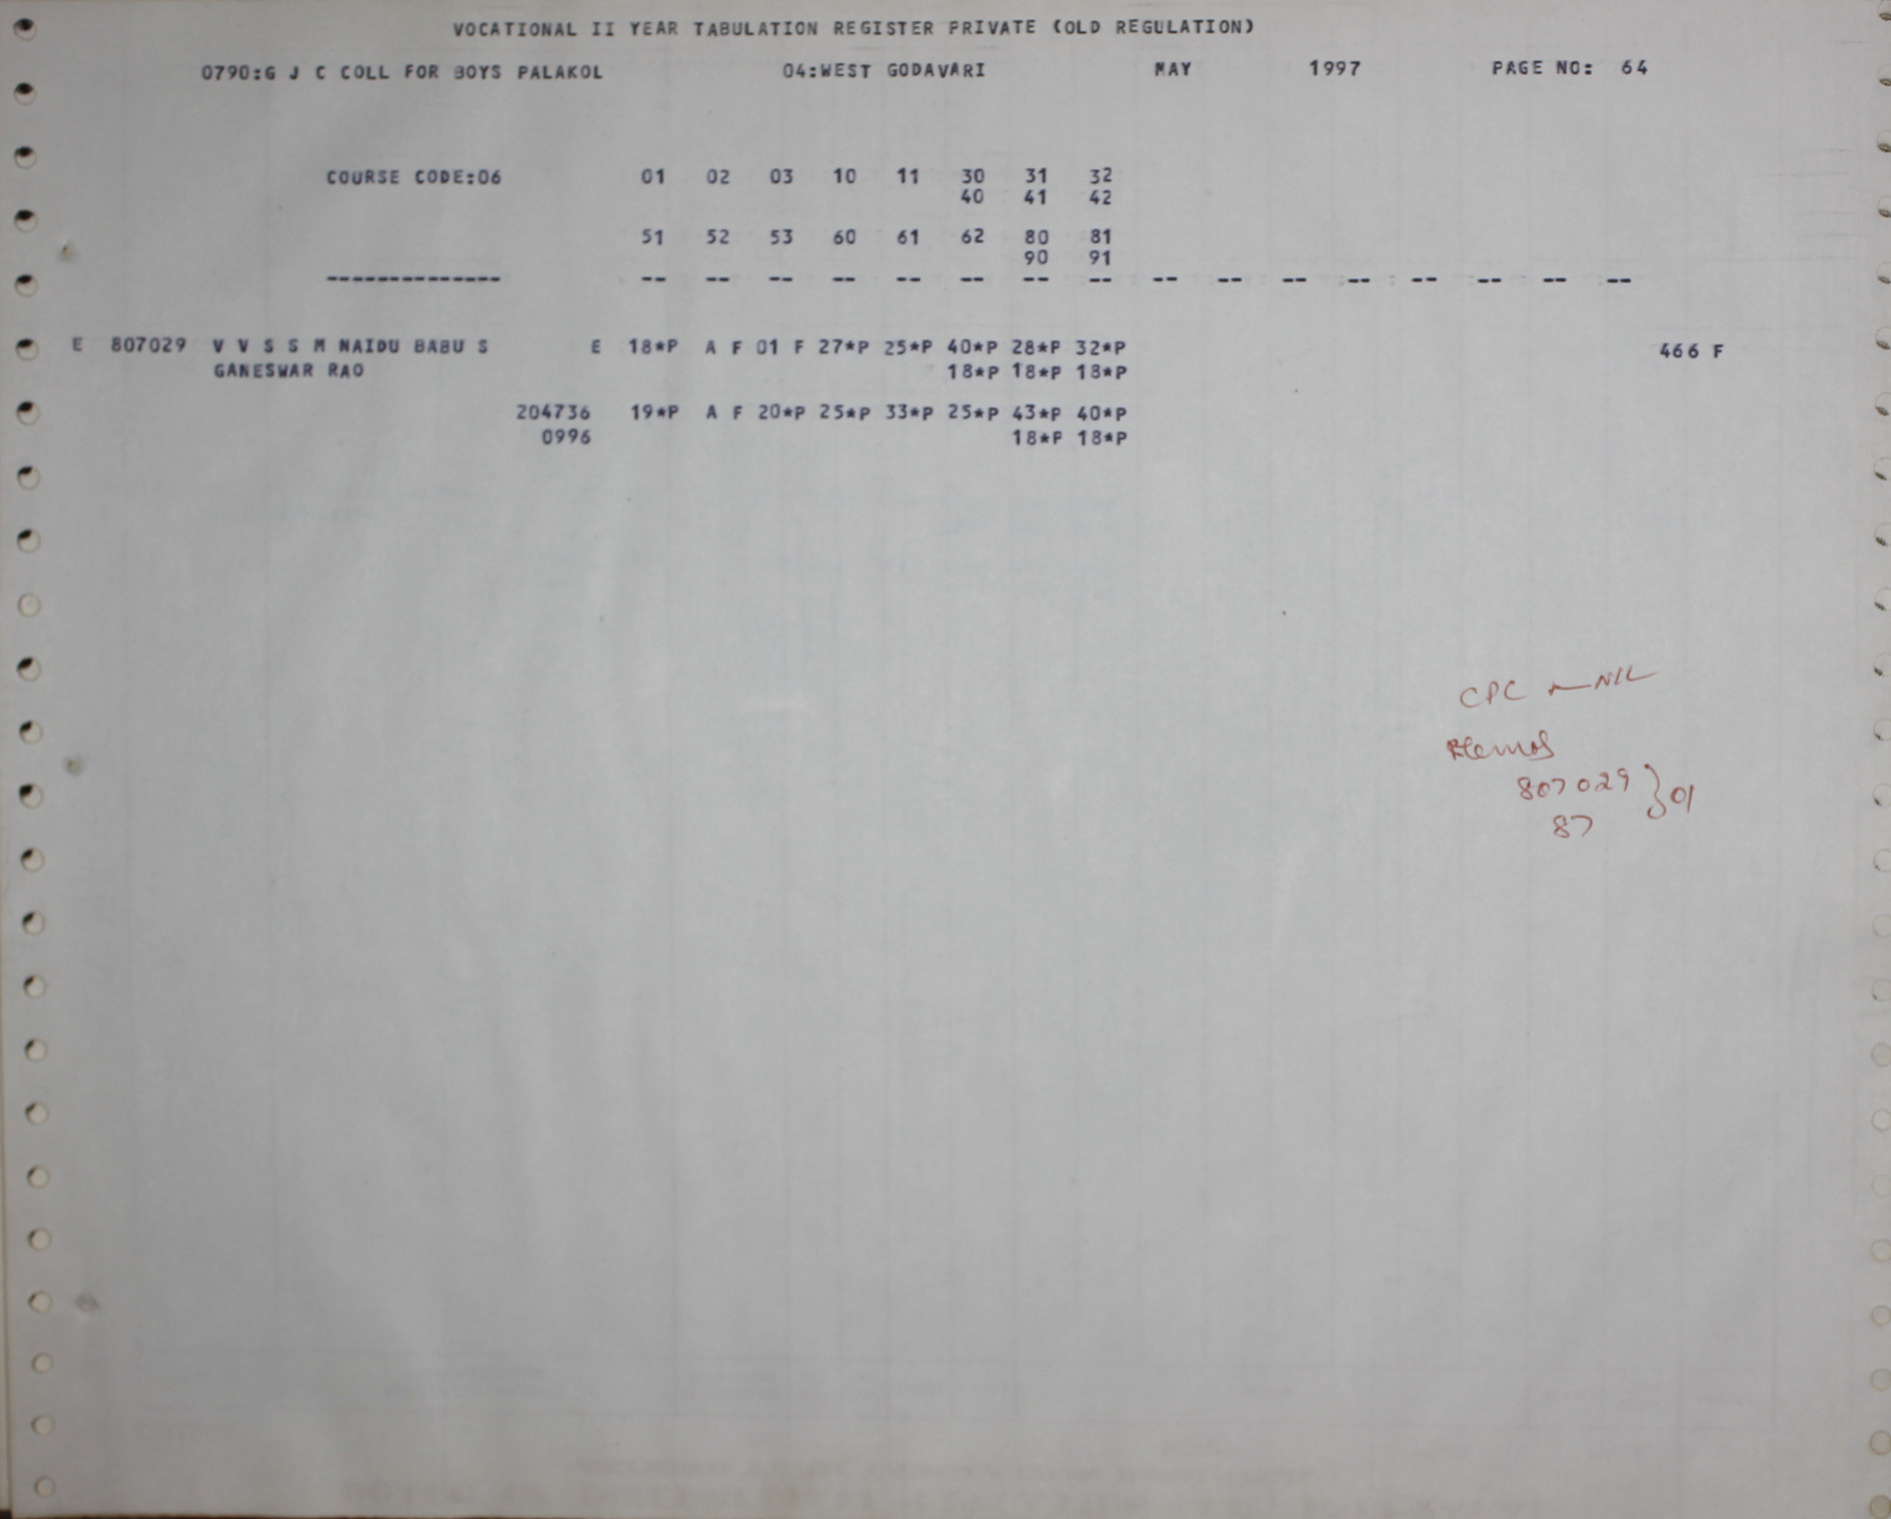 VOCATIONAL II YEAR TABULATION REGISTER PRIVATE (OLD REGULATION)
0790:G J C COLL FOR BOYS PALAKOL 04:WEST GODAVARI MAY 1997 PAGE NO: 64
COURSE CODE:06 01 02 03 10 11 30 31 32
40 41 42
51 52 53 60 61 62 80 81
90 91
-------------- -- -- -- -- -- -- -- -- -- -- -- -- -- -- -- --
E 807029 V V S S M NAIDU BABU S E 18*P A F 01 F 27*P 25*P 40*P 28*P 32*P 466 F
GANESWAR RAO 18*P 18*P 18*P
204736 19*P A F 20*P 25*P 33*P 25*P 43*P 40*P
0996 18*P 18*P
CPC — NIL
807029 } 01
87